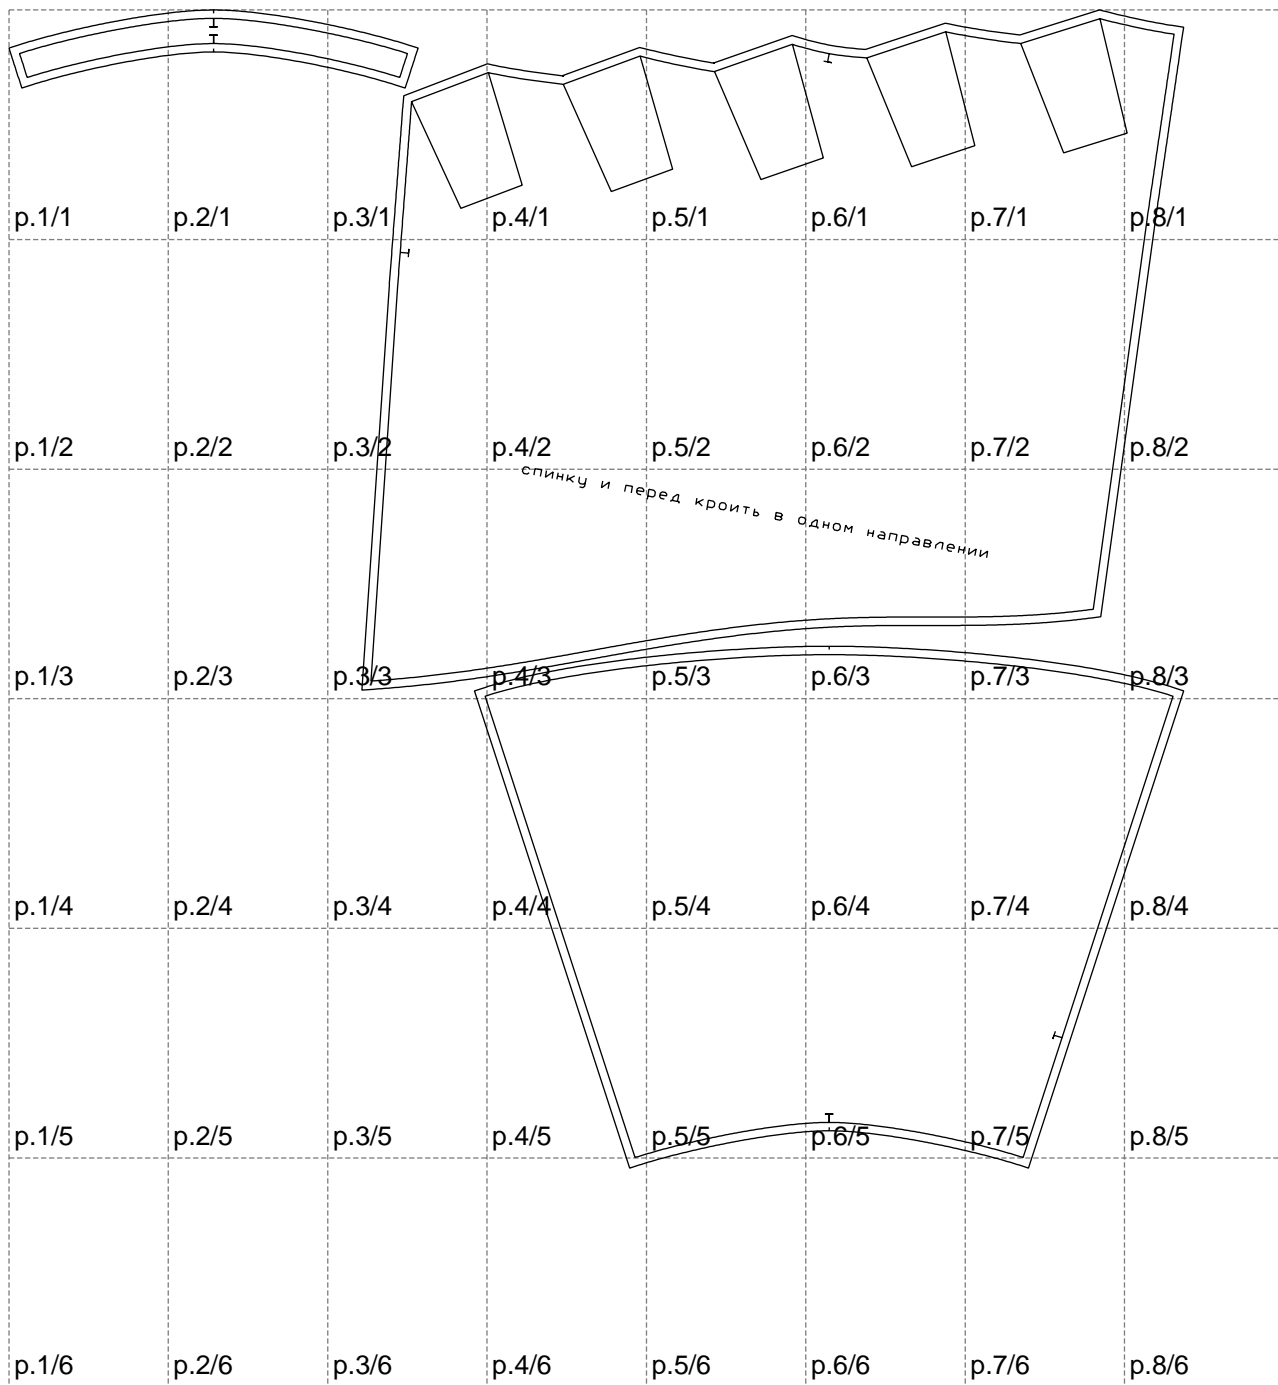 p.1/1 p.2/1 p.3/1 p.4/1 p.5/1 p.6/1 p.7/1 p.8/1
p.1/2 p.2/2 p.3/2 p.4/2 p.5/2 p.6/2 p.7/2 p.8/2
спинку и перед кроить в одном направлении
p.1/3 p.2/3 p.3/3 p.4/3 p.5/3 p.6/3 p.7/3 p.8/3
p.1/4 p.2/4 p.3/4 p.4/4 p.5/4 p.6/4 p.7/4 p.8/4
p.1/5 p.2/5 p.3/5 p.4/5 p.5/5 p.6/5 p.7/5 p.8/5
p.1/6 p.2/6 p.3/6 p.4/6 p.5/6 p.6/6 p.7/6 p.8/6